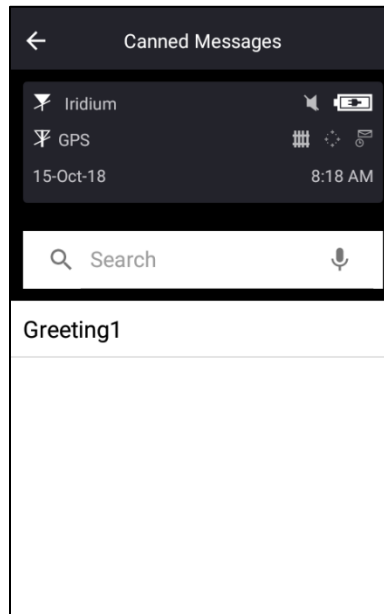 Canned Messages
Iridium
GPS
15-Oct-18 8:18 AM
Search
Greeting1